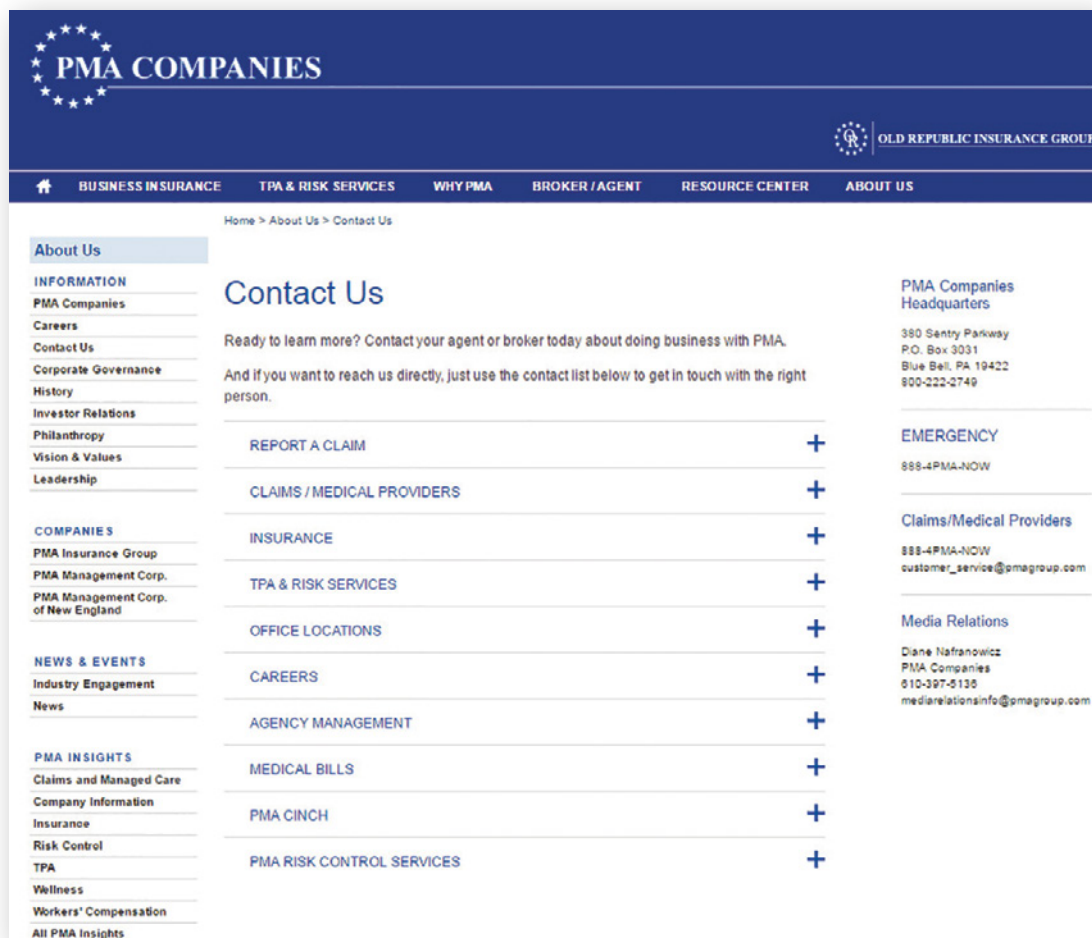 PMA COMPANIES
OR
OLD REPUBLIC INSURANCE GROUP
BUSINESS INSURANCE TPA & RISK SERVICES WHY PMA BROKER / AGENT RESOURCE CENTER ABOUT US
Home > About Us > Contact Us
About Us
INFORMATION
PMA Companies
Careers
Contact Us
Corporate Governance
History
Investor Relations
Philanthropy
Vision & Values
Leadership
COMPANIES
PMA Insurance Group
PMA Management Corp.
PMA Management Corp.
of New England
NEWS & EVENTS
Industry Engagement
News
PMA INSIGHTS
Claims and Managed Care
Company Information
Insurance
Risk Control
TPA
Wellness
Workers' Compensation
All PMA Insights
Contact Us
Ready to learn more? Contact your agent or broker today about doing business with PMA.
And if you want to reach us directly, just use the contact list below to get in touch with the right
person.
REPORT A CLAIM +
CLAIMS / MEDICAL PROVIDERS +
INSURANCE +
TPA & RISK SERVICES +
OFFICE LOCATIONS +
CAREERS +
AGENCY MANAGEMENT +
MEDICAL BILLS +
PMA CINCH +
PMA RISK CONTROL SERVICES +
PMA Companies
Headquarters
380 Sentry Parkway
P.O. Box 3031
Blue Bell, PA 19422
800-222-2749
EMERGENCY
888-4PMA-NOW
Claims/Medical Providers
888-4PMA-NOW
customer_service@pmagroup.com
Media Relations
Diane Nafranowicz
PMA Companies
610-397-5136
mediarelationsinfo@pmagroup.com